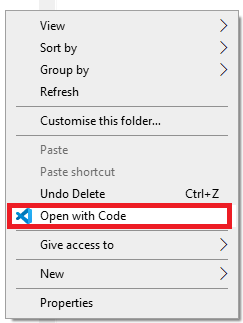 View
Sort by
Group by
Refresh
Customise this folder...
Paste
Paste shortcut
Undo Delete Ctrl+Z
Open with Code
Give access to
New
Properties